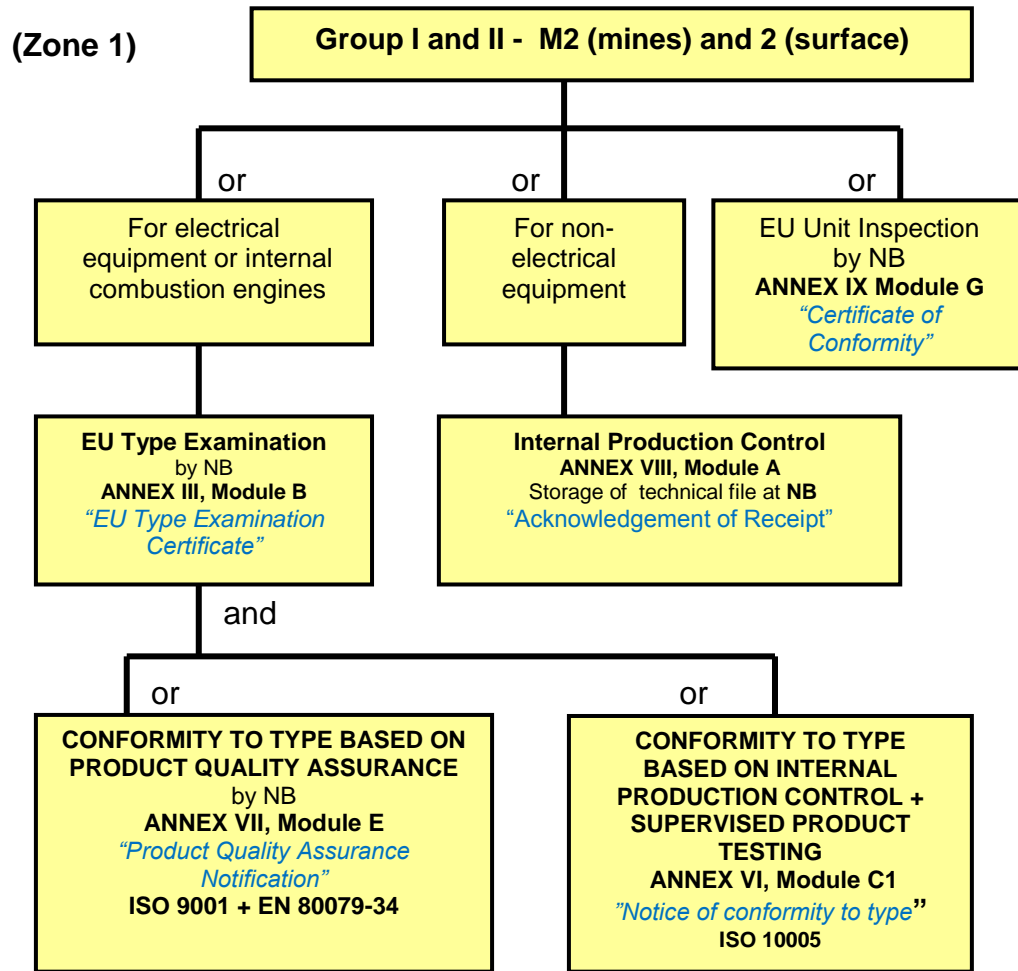 (Zone 1)
Group I and II - M2 (mines) and 2 (surface)
or
or
or
For electrical
equipment or internal
combustion engines
For non-
electrical
equipment
EU Unit Inspection
by NB
ANNEX IX Module G
“Certificate of
Conformity”
EU Type Examination
by NB
ANNEX III, Module B
“EU Type Examination
Certificate”
Internal Production Control
ANNEX VIII, Module A
Storage of technical file at NB
“Acknowledgement of Receipt”
and
or
or
CONFORMITY TO TYPE BASED ON
PRODUCT QUALITY ASSURANCE
by NB
ANNEX VII, Module E
“Product Quality Assurance
Notification”
ISO 9001 + EN 80079-34
CONFORMITY TO TYPE
BASED ON INTERNAL
PRODUCTION CONTROL +
SUPERVISED PRODUCT
TESTING
ANNEX VI, Module C1
”Notice of conformity to type”
ISO 10005